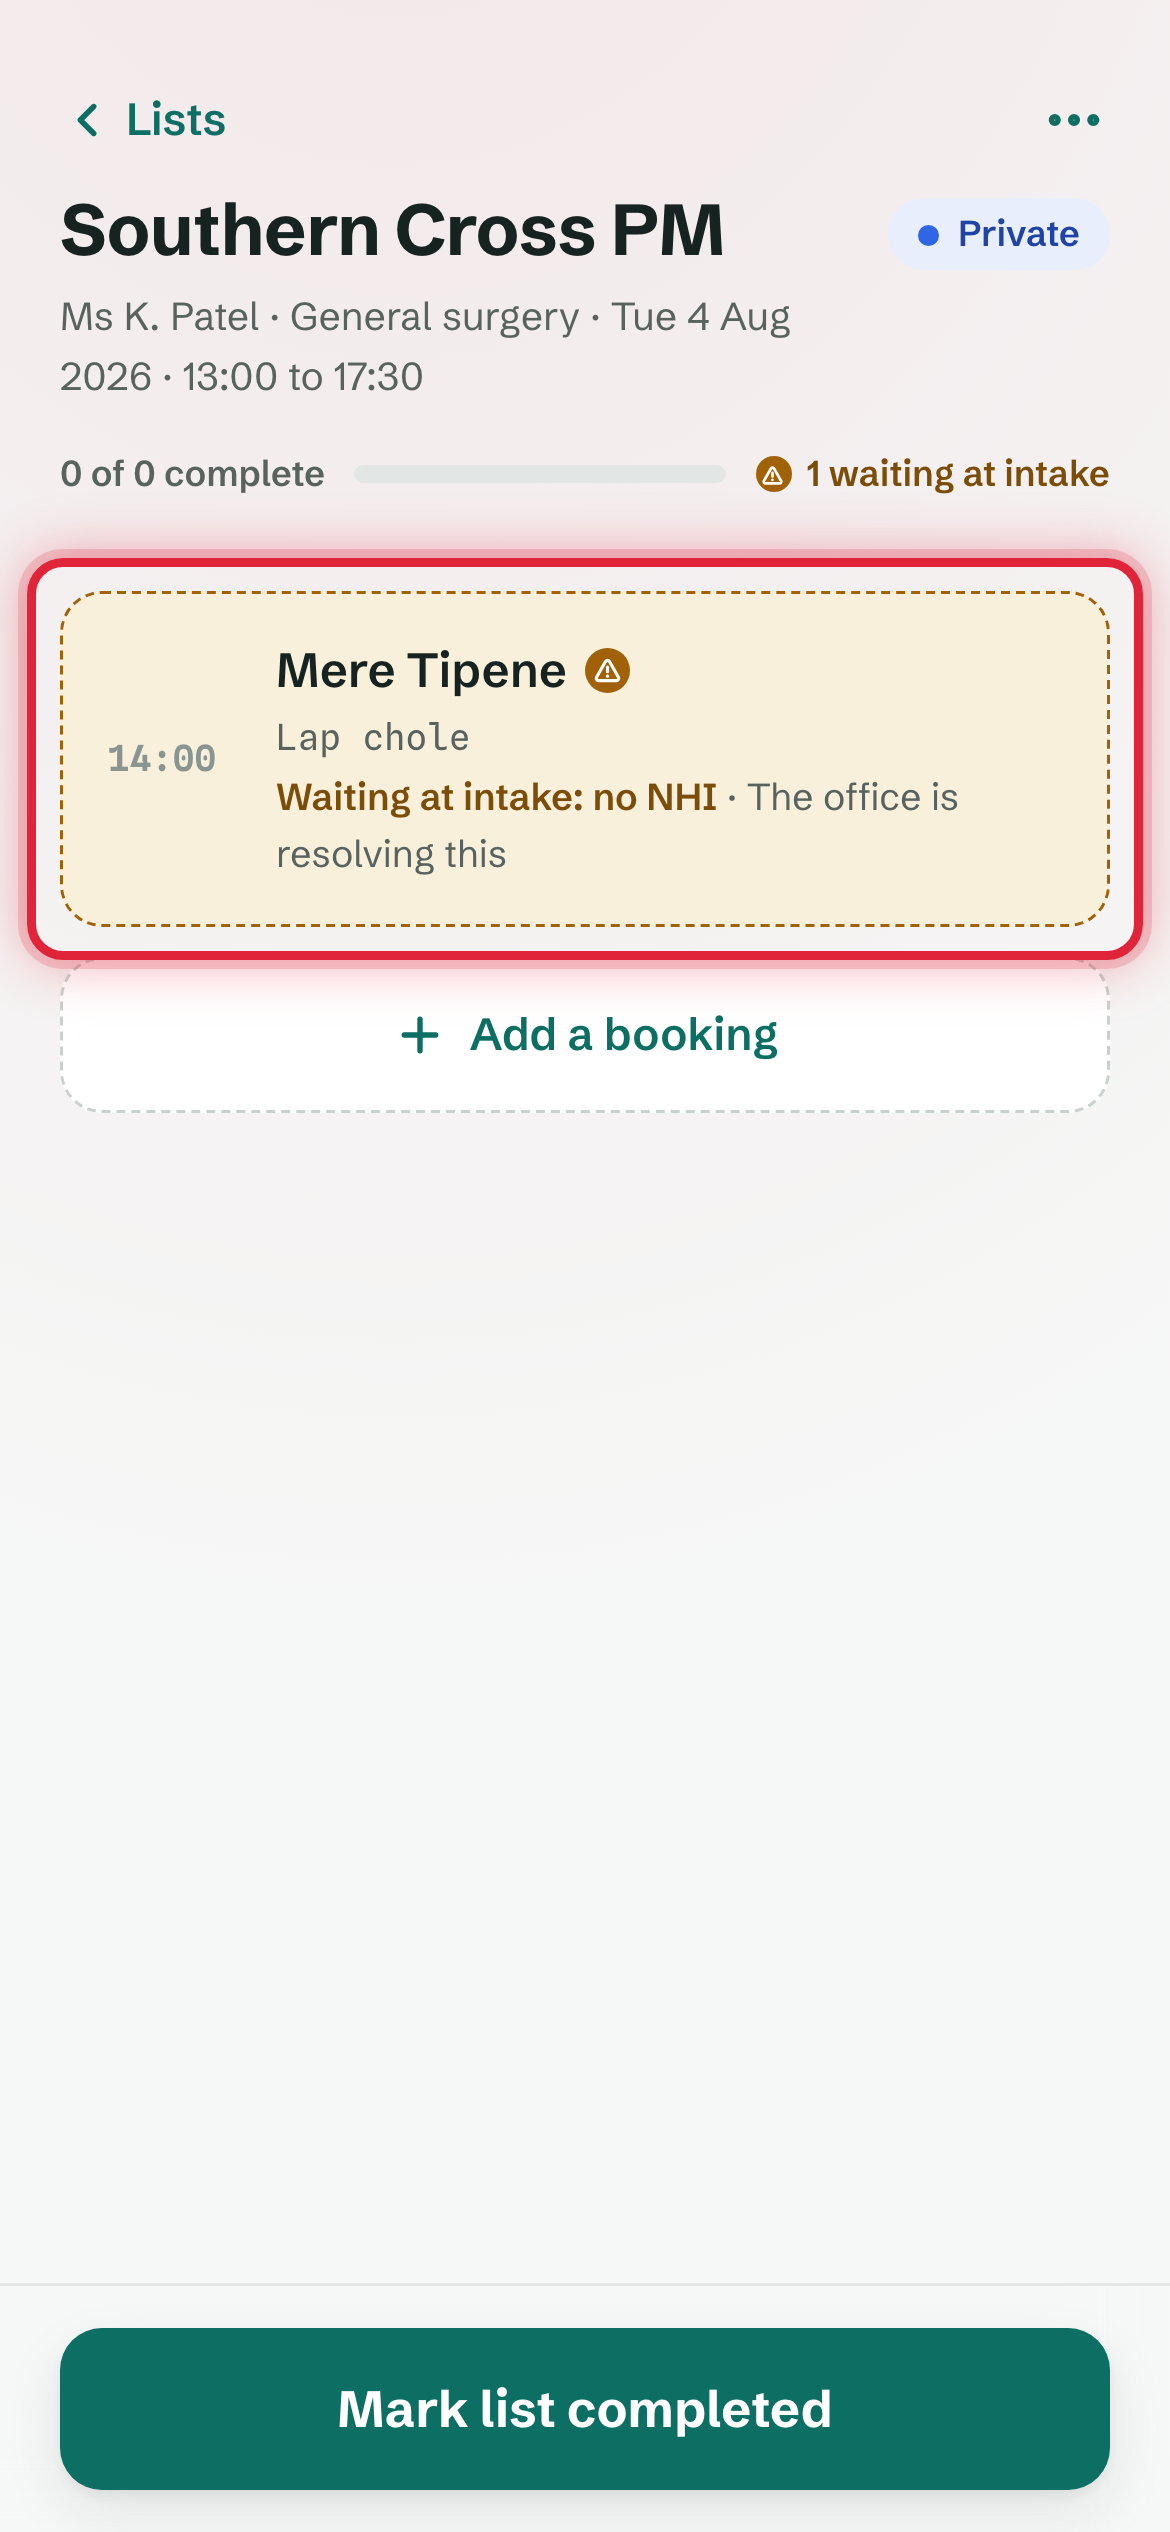 Lists
Southern Cross PM
Private
Ms K. Patel · General surgery · Tue 4 Aug
2026 · 13:00 to 17:30
0 of 0 complete
1 waiting at intake
Mere Tipene
14:00
Lap chole
Waiting at intake: no NHI · The office is
resolving this
+ Add a booking
Mark list completed